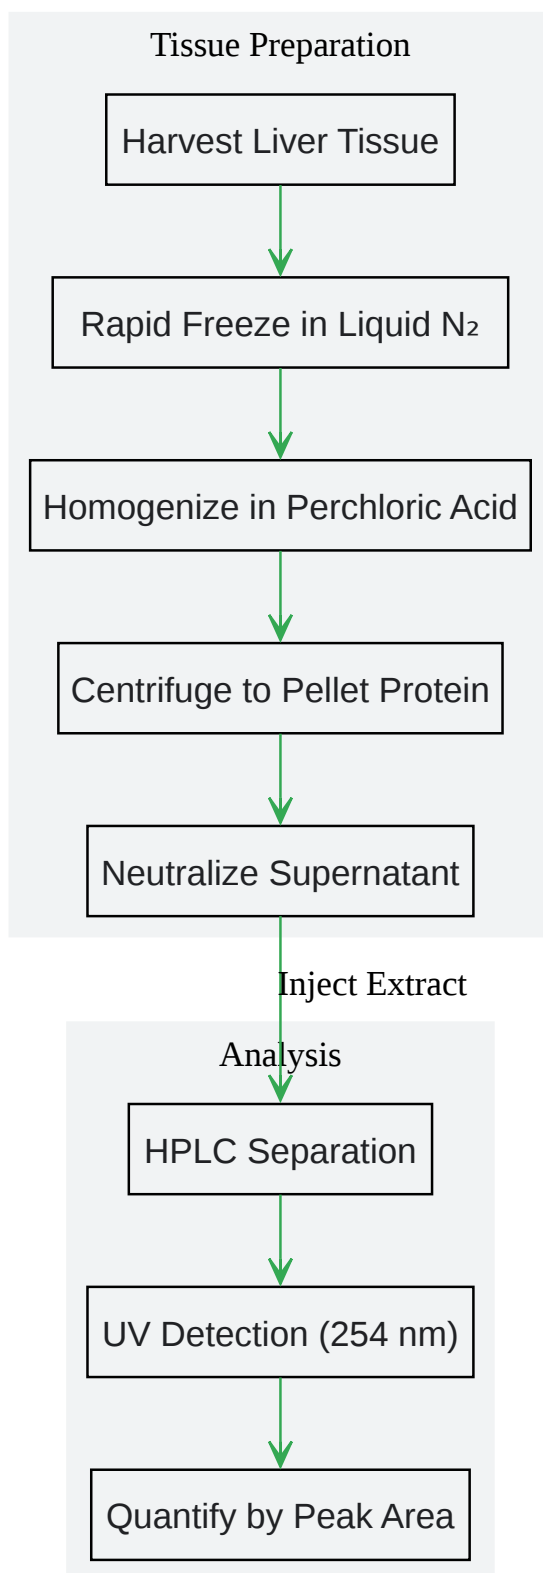 Tissue Preparation
Harvest Liver Tissue
Rapid Freeze in Liquid N₂
Homogenize in Perchloric Acid
Centrifuge to Pellet Protein
Neutralize Supernatant
Inject Extract
Analysis
HPLC Separation
UV Detection (254 nm)
Quantify by Peak Area